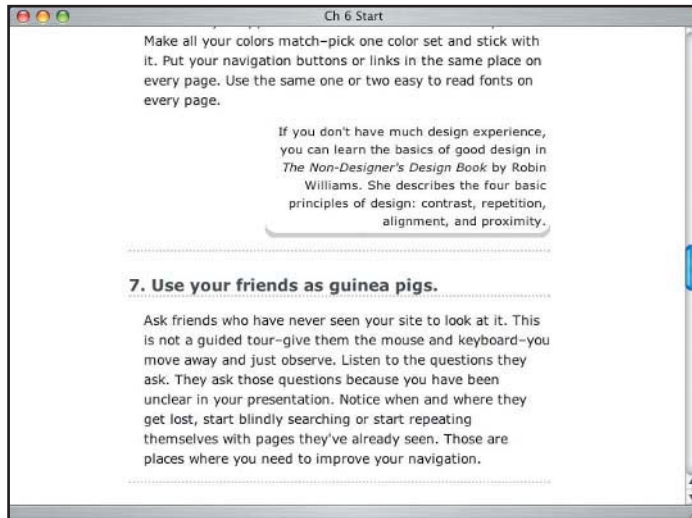 Ch 6 Start
Make all your colors match–pick one color set and stick with
it. Put your navigation buttons or links in the same place on
every page. Use the same one or two easy to read fonts on
every page.
If you don't have much design experience,
you can learn the basics of good design in
The Non-Designer's Design Book by Robin
Williams. She describes the four basic
principles of design: contrast, repetition,
alignment, and proximity.
7. Use your friends as guinea pigs.
Ask friends who have never seen your site to look at it. This
is not a guided tour–give them the mouse and keyboard–you
move away and just observe. Listen to the questions they
ask. They ask those questions because you have been
unclear in your presentation. Notice when and where they
get lost, start blindly searching or start repeating
themselves with pages they've already seen. Those are
places where you need to improve your navigation.